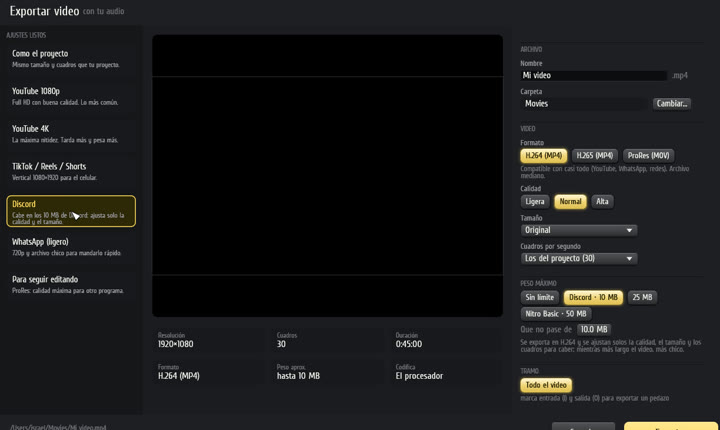 Exportar video con tu audio
AJUSTES LISTOS
Como el proyecto
Mismo tamaño y cuadros que tu proyecto.
YouTube 1080p
Full HD con buena calidad. Lo más común.
YouTube 4K
La máxima nitidez. Tarda más y pesa más.
TikTok / Reels / Shorts
Vertical 1080×1920 para el celular.
Discord
Cabe en los 10 MB de Discord: ajusta solo la
calidad y el tamaño.
WhatsApp (ligero)
720p y archivo chico para mandarlo rápido.
Para seguir editando
ProRes: calidad máxima para otro programa.
Resolución
1920×1080
Cuadros
30
Duración
0:45:00
Formato
H.264 (MP4)
Peso aprox.
hasta 10 MB
Codifica
El procesador
ARCHIVO
Nombre
Mi video .mp4
Carpeta
Movies Cambiar...
VIDEO
Formato
H.264 (MP4) H.265 (MP4) ProRes (MOV)
Compatible con casi todo (YouTube, WhatsApp, redes). Archivo
mediano.
Calidad
Ligera Normal Alta
Tamaño
Original
Cuadros por segundo
Los del proyecto (30)
PESO MÁXIMO
Sin límite Discord · 10 MB 25 MB
Nitro Basic · 50 MB
Que no pase de 10.0 MB
Se exporta en H.264 y se ajustan solos la calidad, el tamaño y los
cuadros para caber: mientras más largo el video, más chico.
TRAMO
Todo el video
marca entrada (I) y salida (O) para exportar un pedazo
/Users/Israel/Movies/Mi video.mp4